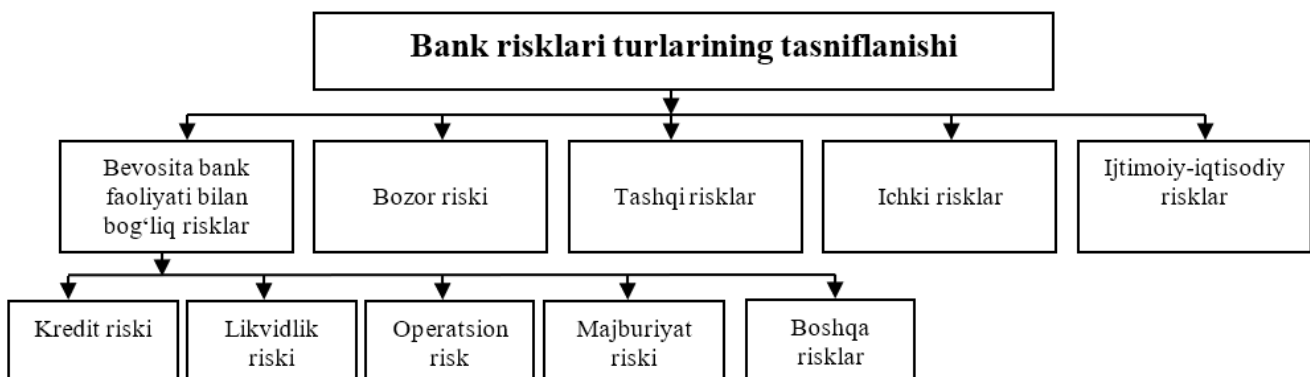 Bank risklari turlarining tasniflanishi
Bevosita bank
faoliyati bilan
bog‘liq risklar
Bozor riski
Tashqi risklar
Ichki risklar
Ijtimoiy-iqtisodiy
risklar
Kredit riski
Likvidlik
riski
Operatsion
risk
Majburiyat
riski
Boshqa
risklar